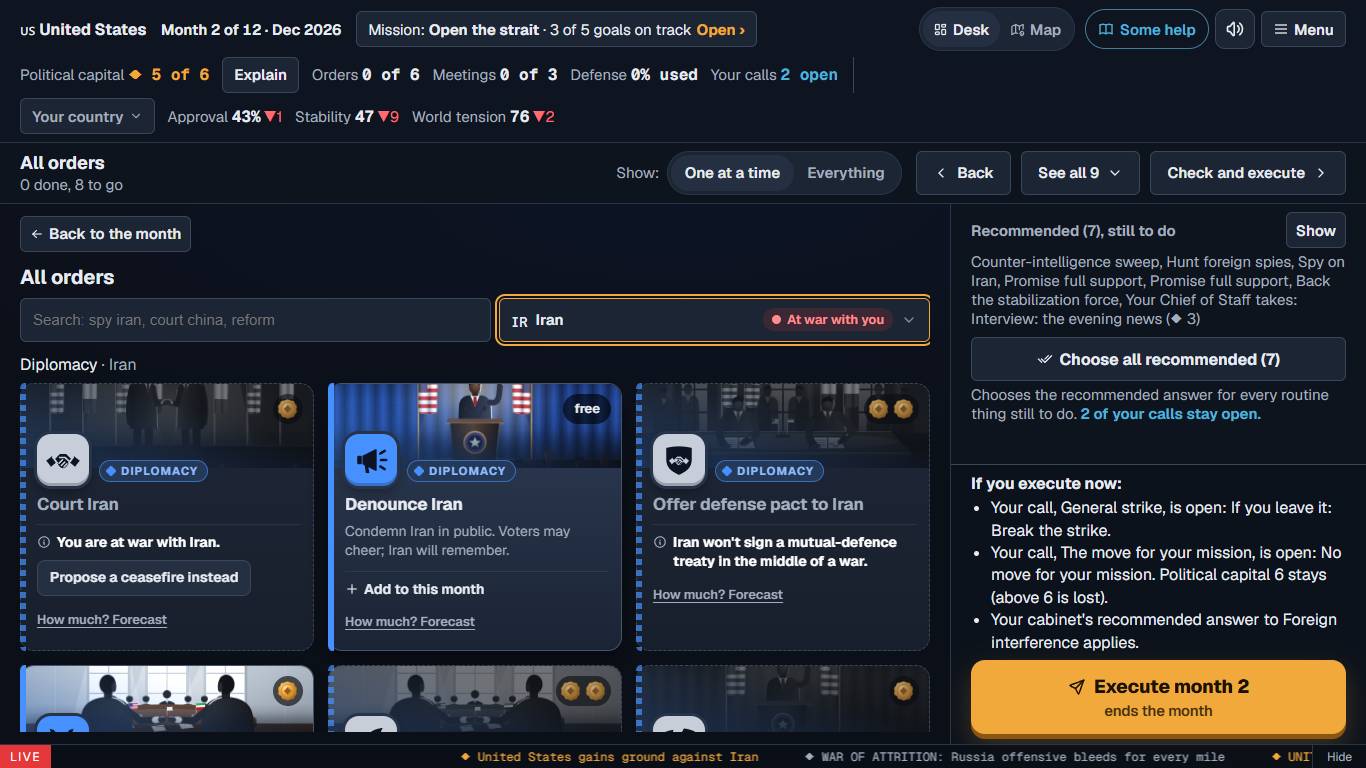 US United States Month 2 of 12 · Dec 2026 Mission: Open the strait · 3 of 5 goals on track Open › Desk Map Some help Menu
Political capital 5 of 6 Explain Orders 0 of 6 Meetings 0 of 3 Defense 0% used Your calls 2 open
Your country Approval 43% ▼1 Stability 47 ▼9 World tension 76 ▼2
All orders
0 done, 8 to go
Show: One at a time Everything Back See all 9 Check and execute
Back to the month
All orders
Search: spy iran, court china, reform
IR Iran At war with you
Diplomacy · Iran
DIPLOMACY
Court Iran
You are at war with Iran.
Propose a ceasefire instead
How much? Forecast
free
DIPLOMACY
Denounce Iran
Condemn Iran in public. Voters may
cheer; Iran will remember.
+ Add to this month
How much? Forecast
DIPLOMACY
Offer defense pact to Iran
Iran won't sign a mutual-defence
treaty in the middle of a war.
How much? Forecast
Recommended (7), still to do Show
Counter-intelligence sweep, Hunt foreign spies, Spy on
Iran, Promise full support, Promise full support, Back
the stabilization force, Your Chief of Staff takes:
Interview: the evening news (◆ 3)
Choose all recommended (7)
Chooses the recommended answer for every routine
thing still to do. 2 of your calls stay open.
If you execute now:
• Your call, General strike, is open: If you leave it:
Break the strike.
• Your call, The move for your mission, is open: No
move for your mission. Political capital 6 stays
(above 6 is lost).
• Your cabinet's recommended answer to Foreign
interference applies.
Execute month 2
ends the month
LIVE ◆ United States gains ground against Iran ◆ WAR OF ATTRITION: Russia offensive bleeds for every mile ◆ UNIT Hide